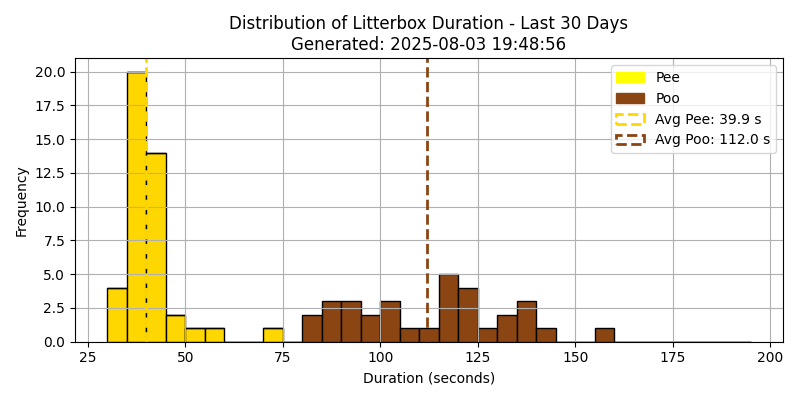 Distribution of Litterbox Duration - Last 30 Days
Generated: 2025-08-03 19:48:56
Pee
Poo
Avg Pee: 39.9 s
Avg Poo: 112.0 s
Frequency
20.0
17.5
15.0
12.5
10.0
7.5
5.0
2.5
0.0
25 50 75 100 125 150 175 200
Duration (seconds)